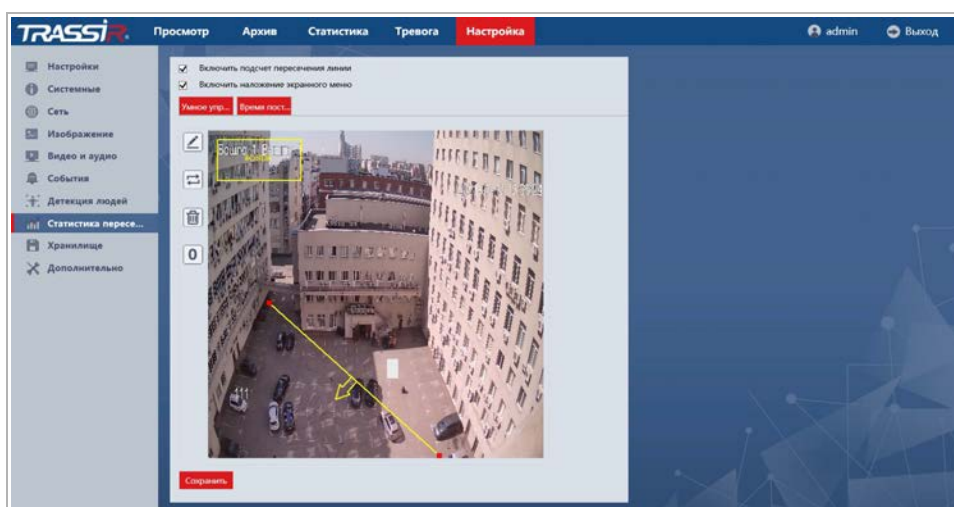 TRASSIR
Просмотр Архив Статистика Тревога Настройка admin Выход
Настройки
Системные
Сеть
Изображение
Видео и аудио
События
Детекция людей
Статистика пересе...
Хранилище
Дополнительно
Включить подсчет пересечения линии
Включить наложение экранного меню
Умное упр... Время пост...
0
Сохранить